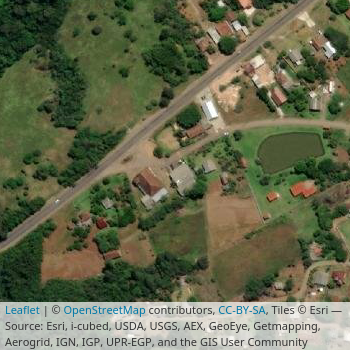 Leaflet | © OpenStreetMap contributors, CC-BY-SA, Tiles © Esri —
Source: Esri, i-cubed, USDA, USGS, AEX, GeoEye, Getmapping,
Aerogrid, IGN, IGP, UPR-EGP, and the GIS User Community